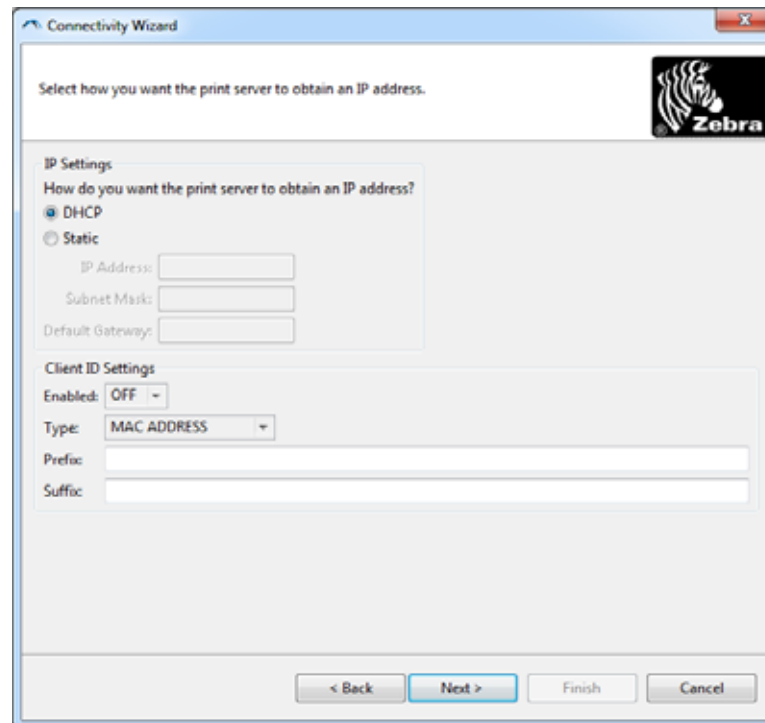 Connectivity Wizard
Select how you want the print server to obtain an IP address.
Zebra
IP Settings
How do you want the print server to obtain an IP address?
DHCP
Static
IP Address:
Subnet Mask:
Default Gateway:
Client ID Settings
Enabled: OFF
Type: MAC ADDRESS
Prefix:
Suffix:
< Back Next > Finish Cancel